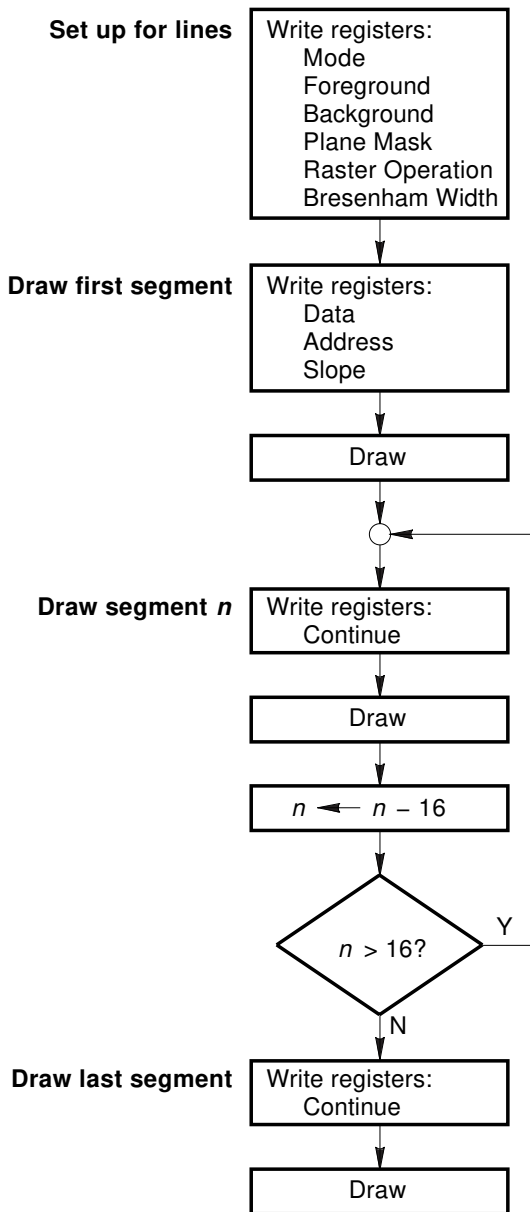 Set up for lines
Write registers:
Mode
Foreground
Background
Plane Mask
Raster Operation
Bresenham Width
Draw first segment
Write registers:
Data
Address
Slope
Draw
Draw segment n
Write registers:
Continue
Draw
n ← n – 16
n > 16?
Y
N
Draw last segment
Write registers:
Continue
Draw